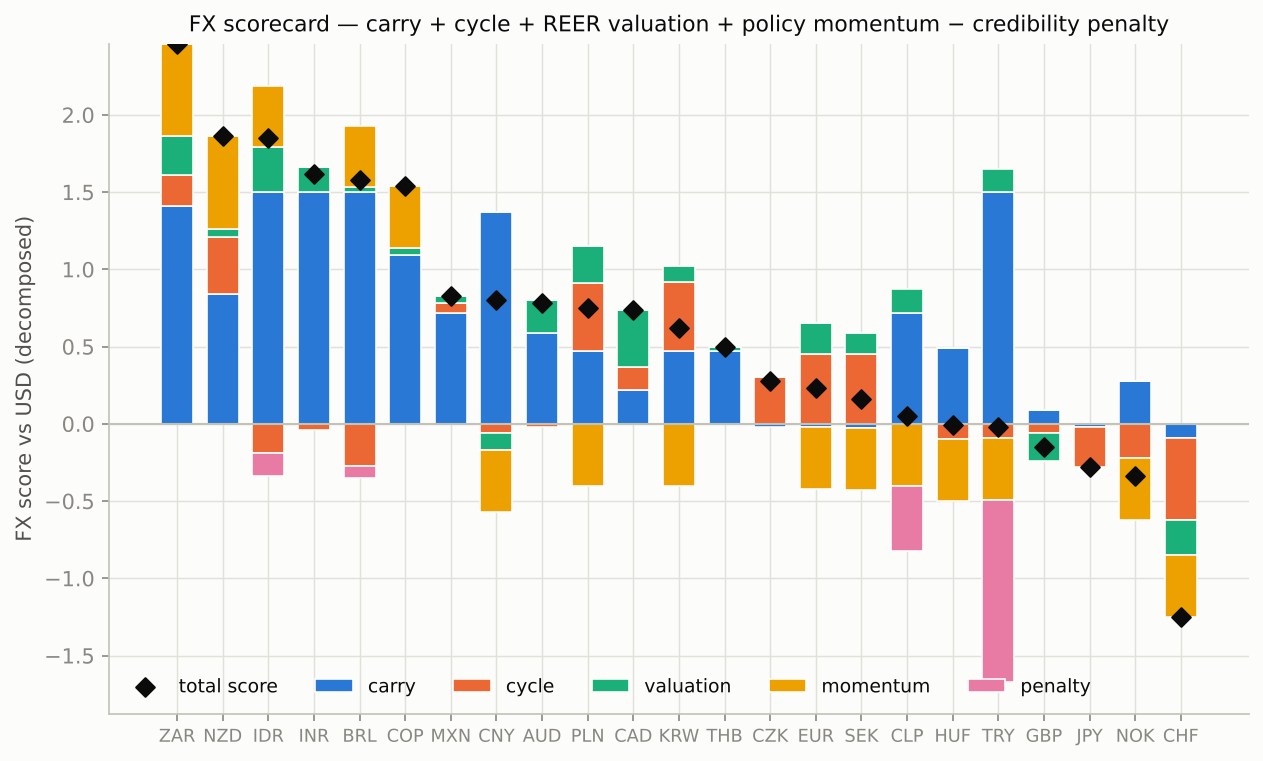 FX scorecard — carry + cycle + REER valuation + policy momentum − credibility penalty
FX score vs USD (decomposed)
2.0
1.5
1.0
0.5
0.0
−0.5
−1.0
−1.5
total score carry cycle valuation momentum penalty
ZAR NZD IDR INR BRL COP MXN CNY AUD PLN CAD KRW THB CZK EUR SEK CLP HUF TRY GBP JPY NOK CHF